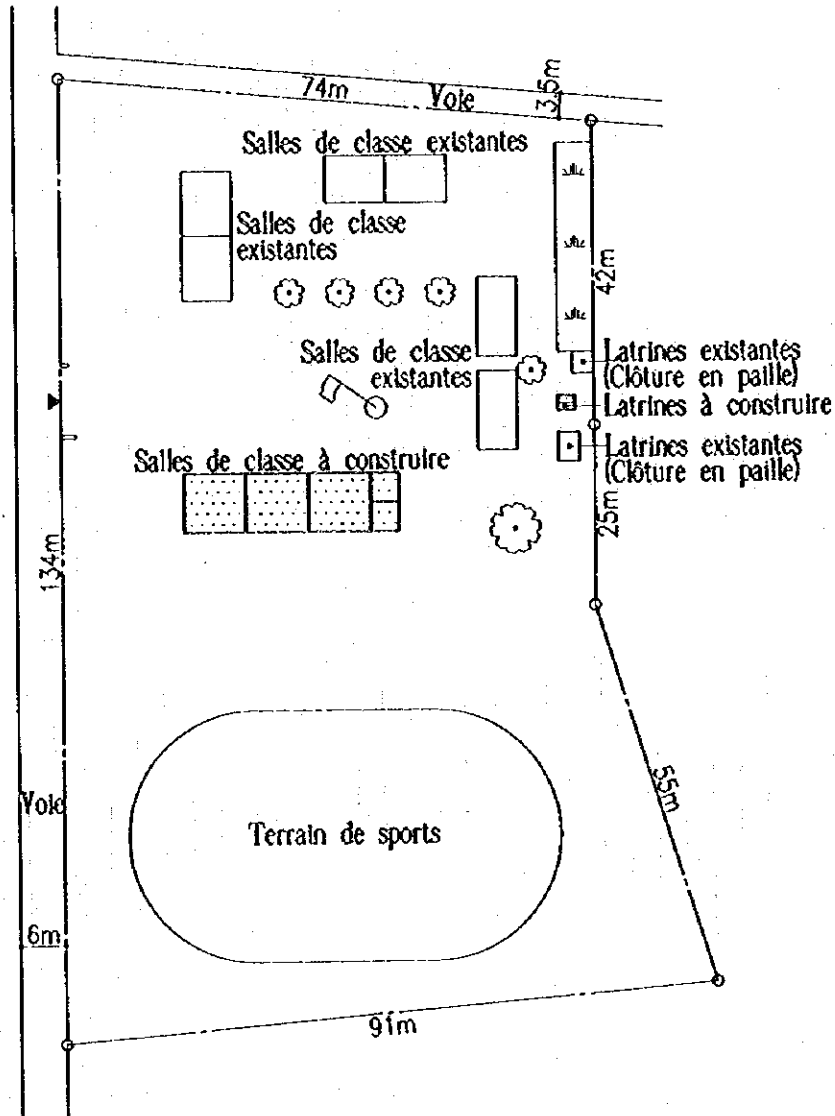 74m
Voie
3,5m
Salles de classe existantes
Salles de classe
existantes
42m
Salles de classe
existantes
Latrines existantes
(Clôture en paille)
Latrines à construire
Latrines existantes
(Clôture en paille)
Salles de classe à construire
25m
134m
55m
Voie
Terrain de sports
6m
91m